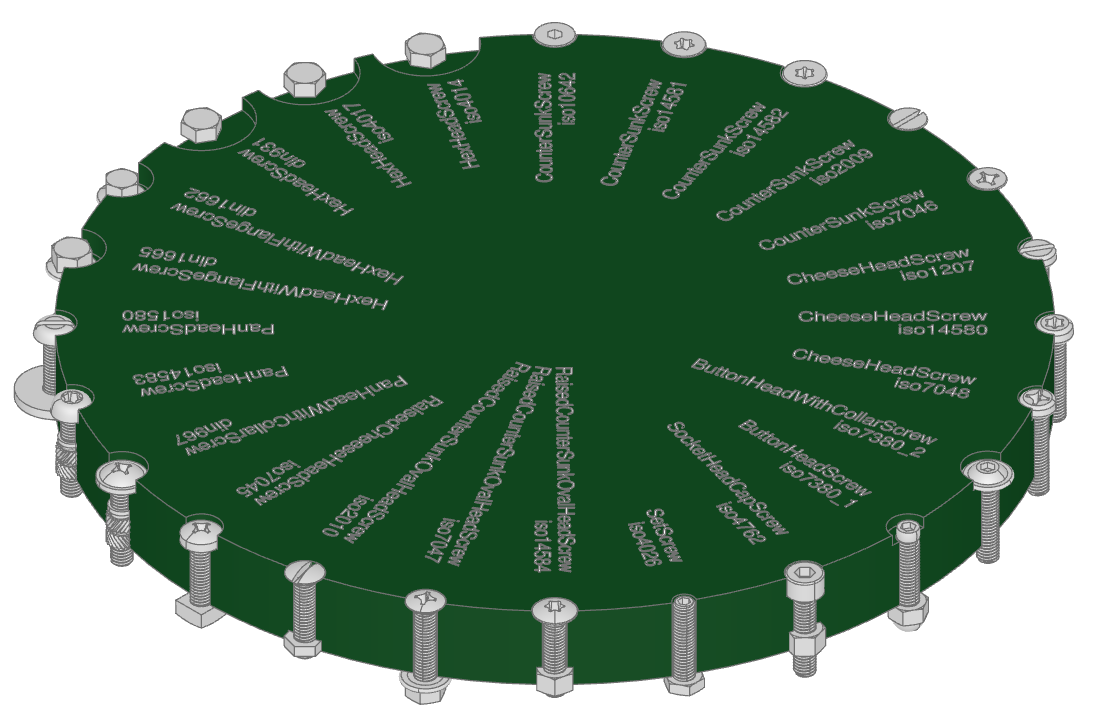 CounterSunkScrew
iso10642
CounterSunkScrew
iso14581
CounterSunkScrew
iso14582
CounterSunkScrew
iso2009
CounterSunkScrew
iso7046
CheeseHeadScrew
iso1207
CheeseHeadScrew
iso14580
CheeseHeadScrew
iso7048
ButtonHeadWithCollarScrew
iso7380_2
ButtonHeadScrew
iso7380_1
SocketHeadCapScrew
iso4762
SetScrew
iso4026
RaisedCounterSunkOvalHeadScrew
iso14584
RaisedCounterSunkOvalHeadScrew
iso7047
RaisedCounterSunkOvalHeadScrew
iso2010
RaisedCheeseHeadScrew
iso7045
PanHeadWithCollarScrew
din967
PanHeadScrew
iso14583
PanHeadScrew
iso1580
HexHeadWithFlangeScrew
din1665
HexHeadWithFlangeScrew
din1662
HexHeadScrew
din931
HexHeadScrew
iso4017
HexHeadScrew
iso4014